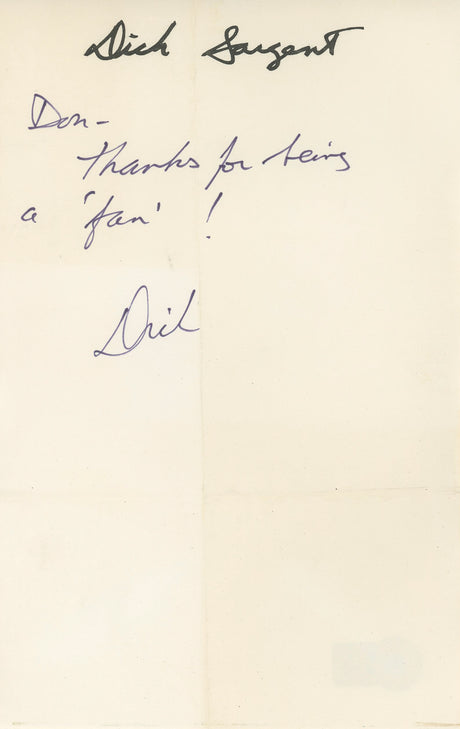 Dick Sargent
Don-
Thanks for being
a 'fan' !
Dick